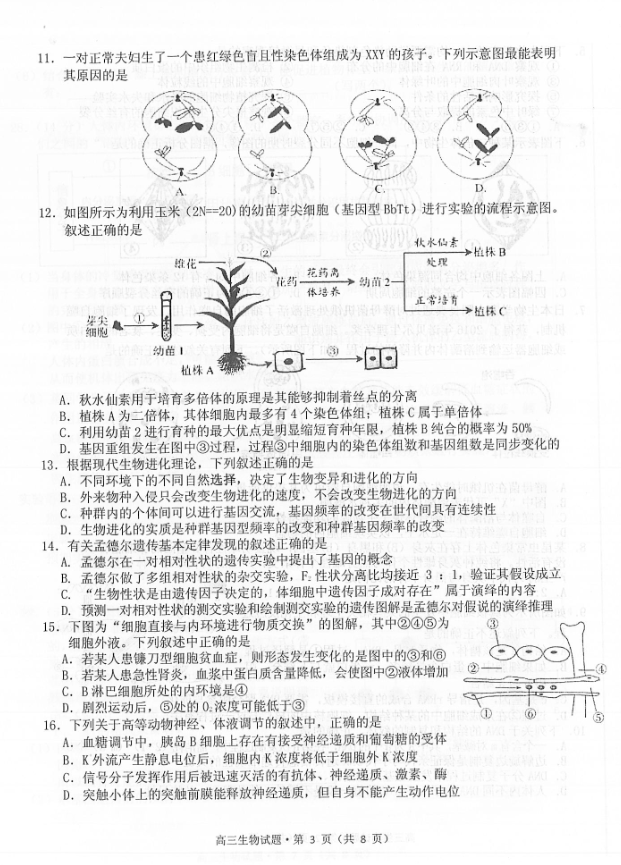 11. 一对正常夫妇生了一个患红绿色盲且性染色体组成为 XXY 的孩子。下列示意图最能表明
其原因的是
A. B. C. D.
12. 如图所示为利用玉米（2N==20)的幼苗芽尖细胞（基因型 BbTt）进行实验的流程示意图。
叙述正确的是
雄花 ② 花药 花药离体培养 幼苗 2 秋水仙素处理 植株 B
正常培育 植株 C
芽尖细胞 ① 幼苗 1 植株 A ③
A. 秋水仙素用于培育多倍体的原理是其能够抑制着丝点的分离
B. 植株 A 为二倍体，其体细胞内最多有 4 个染色体组；植株 C 属于单倍体
C. 利用幼苗 2 进行育种的最大优点是明显缩短育种年限，植株 B 纯合的概率为 50%
D. 基因重组发生在图中③过程，过程③中细胞内的染色体组数和基因组数是同步变化的
13. 根据现代生物进化理论，下列叙述正确的是
A. 不同环境下的不同自然选择，决定了生物变异和进化的方向
B. 外来物种入侵只会改变生物进化的速度，不会改变生物进化的方向
C. 种群内的个体间可以进行基因交流，基因频率的改变在世代间具有连续性
D. 生物进化的实质是种群基因型频率的改变和种群基因频率的改变
14. 有关孟德尔遗传基本定律发现的叙述正确的是
A. 孟德尔在一对相对性状的遗传实验中提出了基因的概念
B. 孟德尔做了多组相对性状的杂交实验，F₂ 性状分离比均接近 3 ：1，验证其假设成立
C. “生物性状是由遗传因子决定的，体细胞中遗传因子成对存在”属于演绎的内容
D. 预测一对相对性状的测交实验和绘制测交实验的遗传图解是孟德尔对假说的演绎推理
15. 下图为“细胞直接与内环境进行物质交换”的图解，其中②④⑤为
细胞外液。下列叙述中正确的是
A. 若某人患镰刀型细胞贫血症，则形态发生变化的是图中的③和⑥
B. 若某人患急性肾炎，血浆中蛋白质含量降低，会使图中②液体增加
C. B 淋巴细胞所处的内环境是④
D. 剧烈运动后，⑤处的 O₂ 浓度可能低于③
③ ② ④ ① ⑥ ⑤
16. 下列关于高等动物神经、体液调节的叙述中，正确的是
A. 血糖调节中，胰岛 B 细胞上存在有接受神经递质和葡萄糖的受体
B. K 外流产生静息电位后，细胞内 K 浓度将低于细胞外 K 浓度
C. 信号分子发挥作用后被迅速灭活的有抗体、神经递质、激素、酶
D. 突触小体上的突触前膜能释放神经递质，但自身不能产生动作电位
高三生物试题·第 3 页（共 8 页）